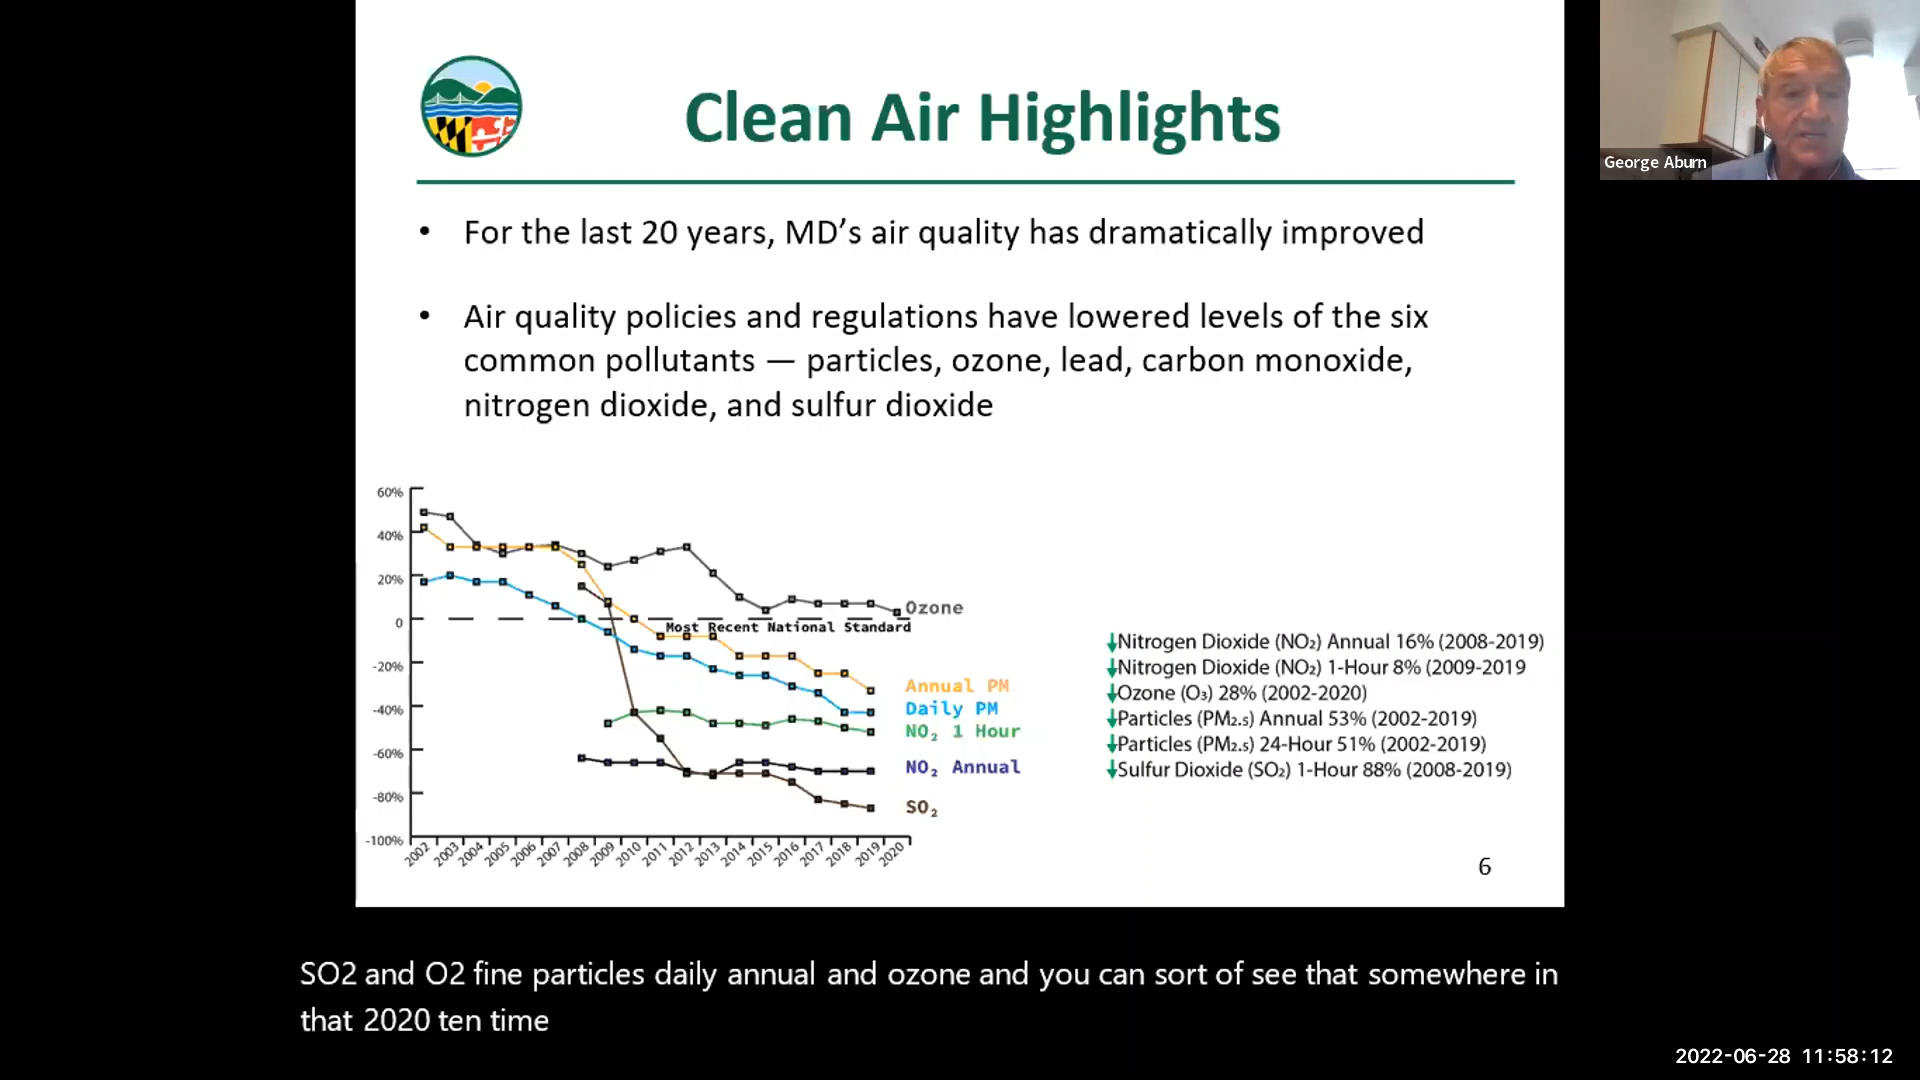 Clean Air Highlights
George Aburn
• For the last 20 years, MD’s air quality has dramatically improved
• Air quality policies and regulations have lowered levels of the six
common pollutants — particles, ozone, lead, carbon monoxide,
nitrogen dioxide, and sulfur dioxide
60%
40%
20%
0
-20%
-40%
-60%
-80%
-100%
Ozone
Most Recent National Standard
Annual PM
Daily PM
NO₂ 1 Hour
NO₂ Annual
SO₂
2002 2003 2004 2005 2006 2007 2008 2009 2010 2011 2012 2013 2014 2015 2016 2017 2018 2019 2020
↓Nitrogen Dioxide (NO₂) Annual 16% (2008-2019)
↓Nitrogen Dioxide (NO₂) 1-Hour 8% (2009-2019
↓Ozone (O₃) 28% (2002-2020)
↓Particles (PM₂.₅) Annual 53% (2002-2019)
↓Particles (PM₂.₅) 24-Hour 51% (2002-2019)
↓Sulfur Dioxide (SO₂) 1-Hour 88% (2008-2019)
6
SO2 and O2 fine particles daily annual and ozone and you can sort of see that somewhere in
that 2020 ten time
2022-06-28 11:58:12